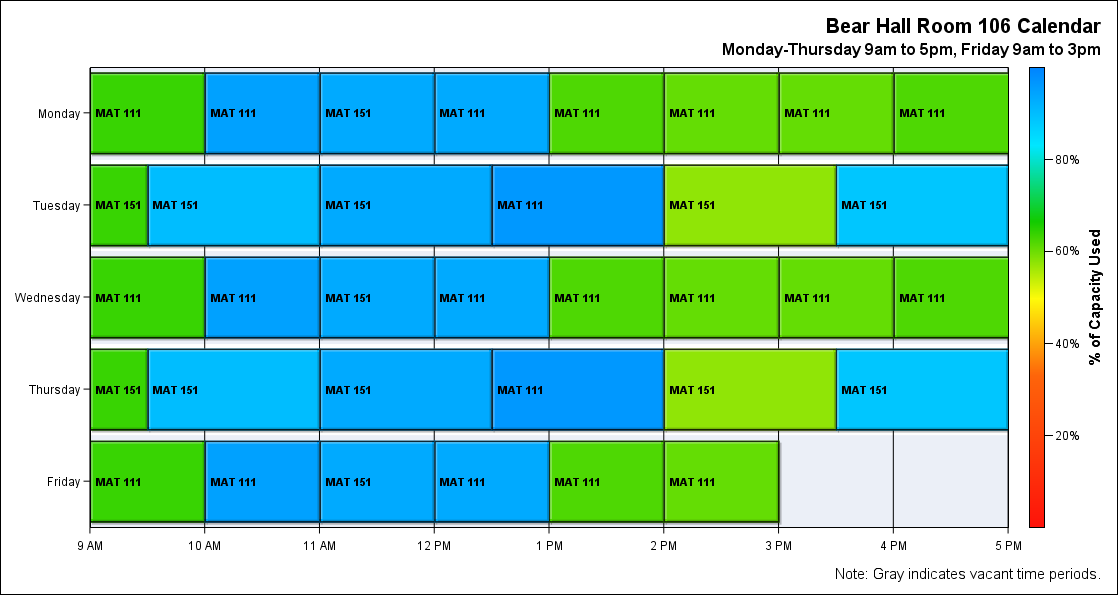 Bear Hall Room 106 Calendar
Monday-Thursday 9am to 5pm, Friday 9am to 3pm
Monday MAT 111 MAT 111 MAT 151 MAT 111 MAT 111 MAT 111 MAT 111 MAT 111
80%
Tuesday MAT 151 MAT 151 MAT 151 MAT 111 MAT 151 MAT 151
60%
Wednesday MAT 111 MAT 111 MAT 151 MAT 111 MAT 111 MAT 111 MAT 111 MAT 111
% of Capacity Used
40%
Thursday MAT 151 MAT 151 MAT 151 MAT 111 MAT 151 MAT 151
20%
Friday MAT 111 MAT 111 MAT 151 MAT 111 MAT 111 MAT 111
9 AM 10 AM 11 AM 12 PM 1 PM 2 PM 3 PM 4 PM 5 PM
Note: Gray indicates vacant time periods.